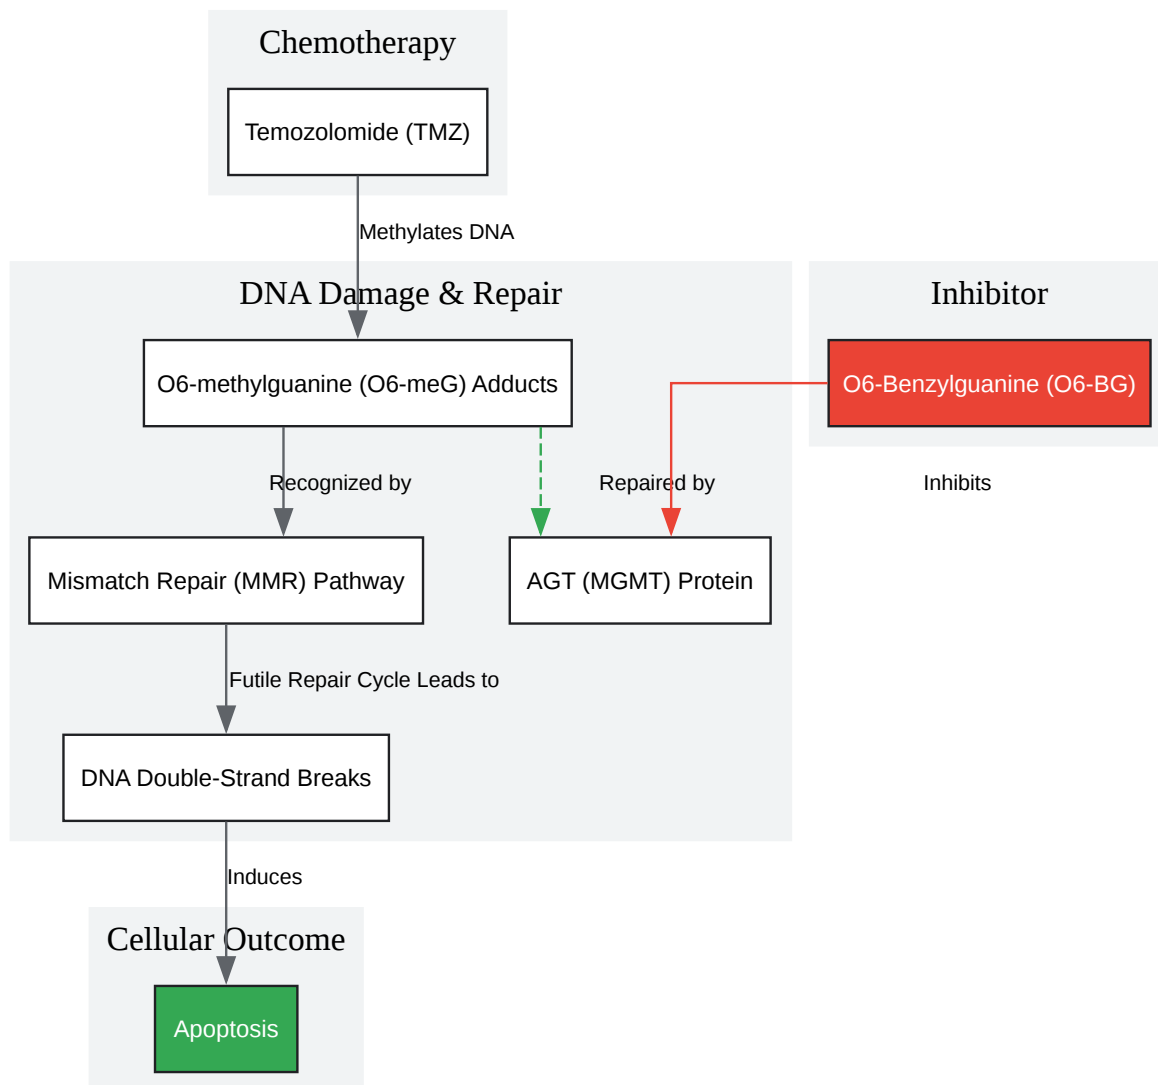 Chemotherapy
Temozolomide (TMZ)
Methylates DNA
DNA Damage & Repair
Inhibitor
O6-methylguanine (O6-meG) Adducts
O6-Benzylguanine (O6-BG)
Recognized by
Repaired by
Inhibits
Mismatch Repair (MMR) Pathway
AGT (MGMT) Protein
Futile Repair Cycle Leads to
DNA Double-Strand Breaks
Induces
Cellular Outcome
Apoptosis